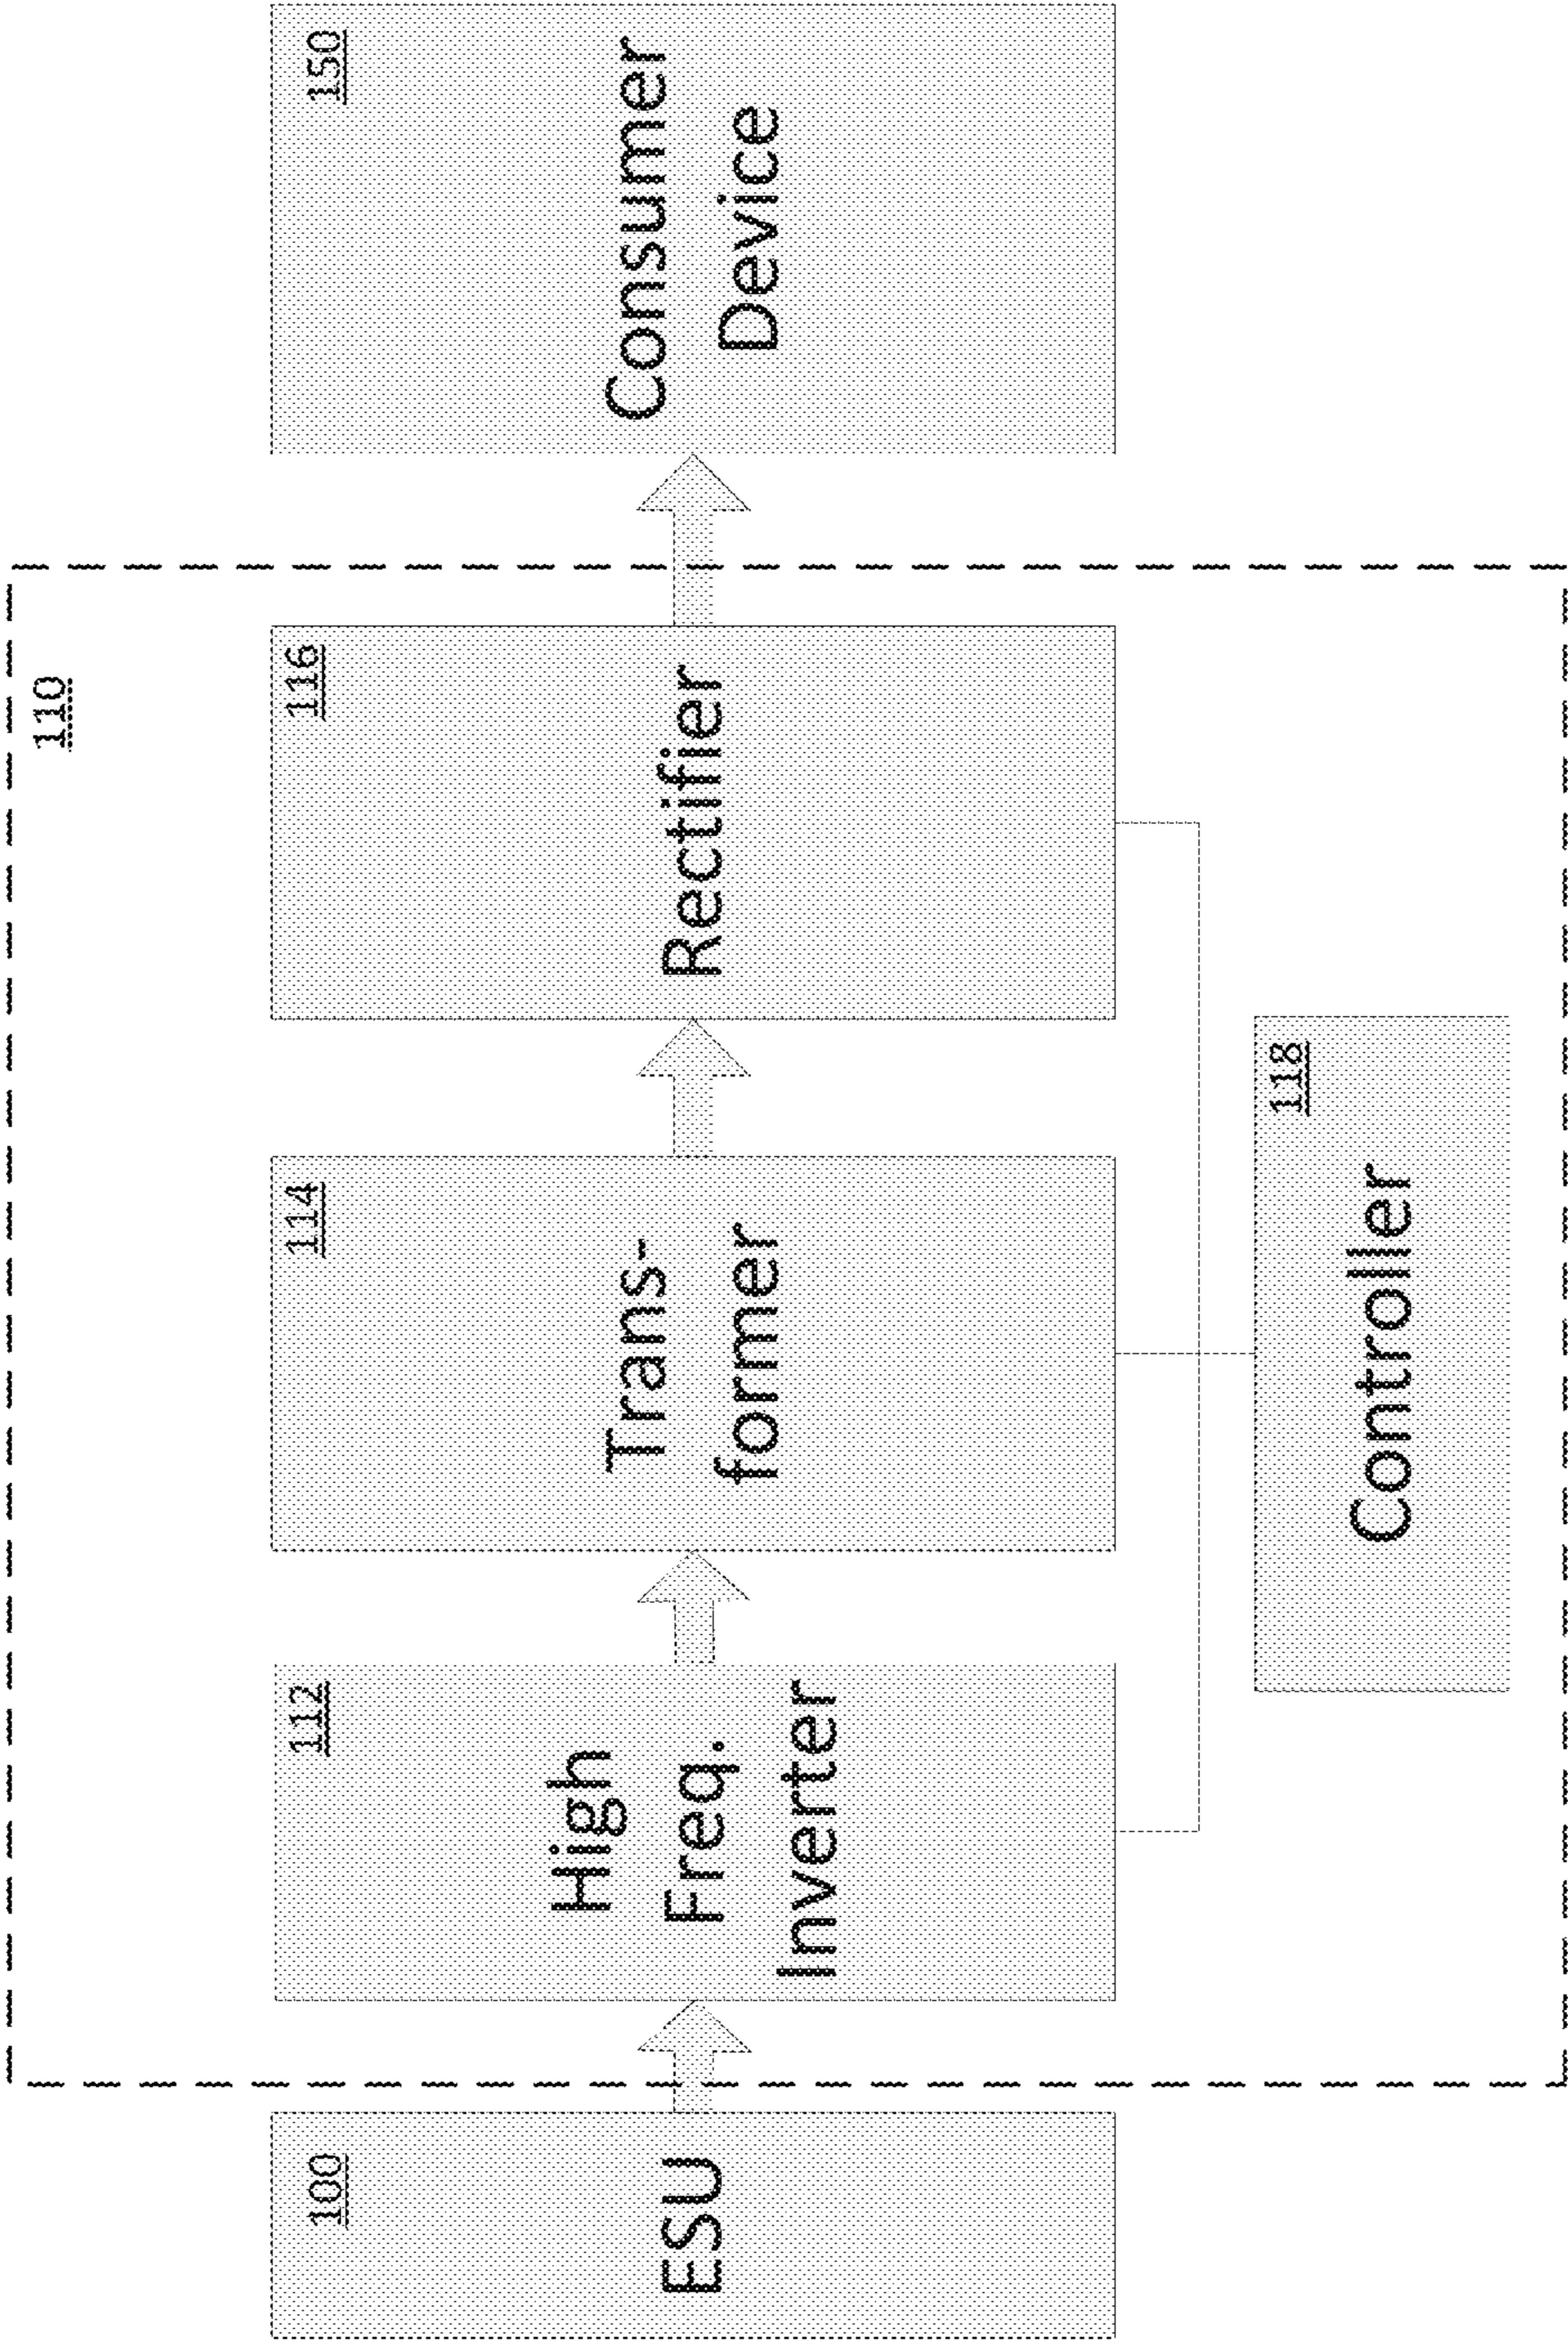 110
100
ESU
112
High
Freq.
Inverter
114
Trans-
former
116
Rectifier
150
Consumer
Device
118
Controller